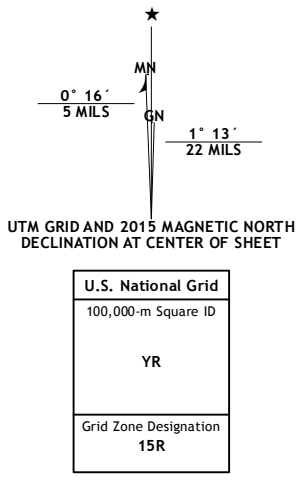 ★
MN
0° 16´
5 MILS
GN
1° 13´
22 MILS
UTM GRID AND 2015 MAGNETIC NORTH
DECLINATION AT CENTER OF SHEET
U.S. National Grid
100,000-m Square ID
YR
Grid Zone Designation
15R